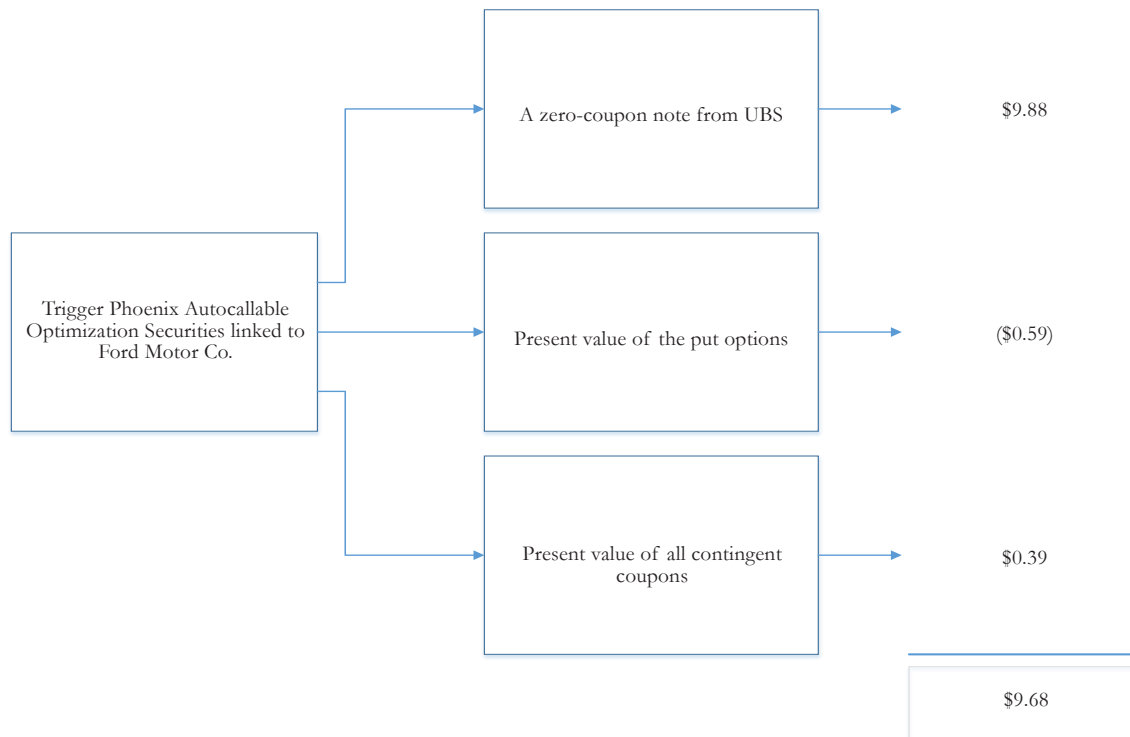 A zero-coupon note from UBS
$9.88
Trigger Phoenix Autocallable
Optimization Securities linked to
Ford Motor Co.
Present value of the put options
($0.59)
Present value of all contingent
coupons
$0.39
$9.68